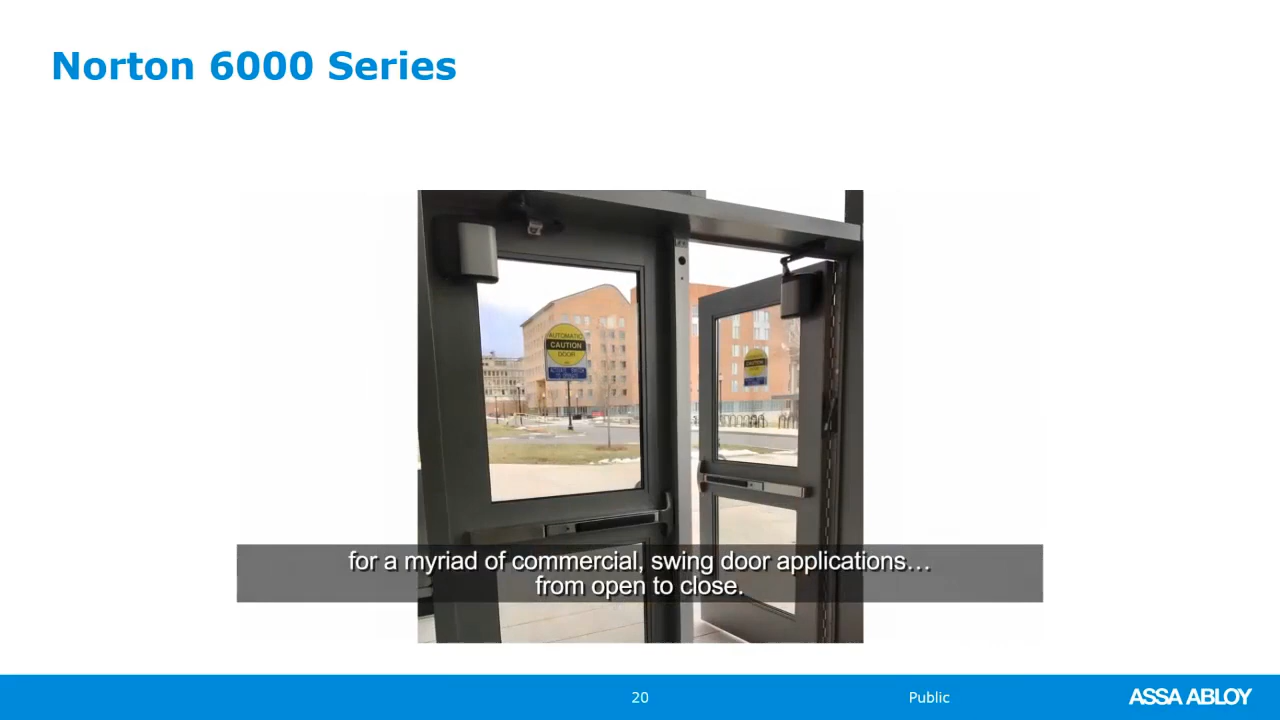 Norton 6000 Series
AUTOMATIC
CAUTION
DOOR
CAUTION
for a myriad of commercial, swing door applications…
from open to close.
20
Public
ASSA ABLOY